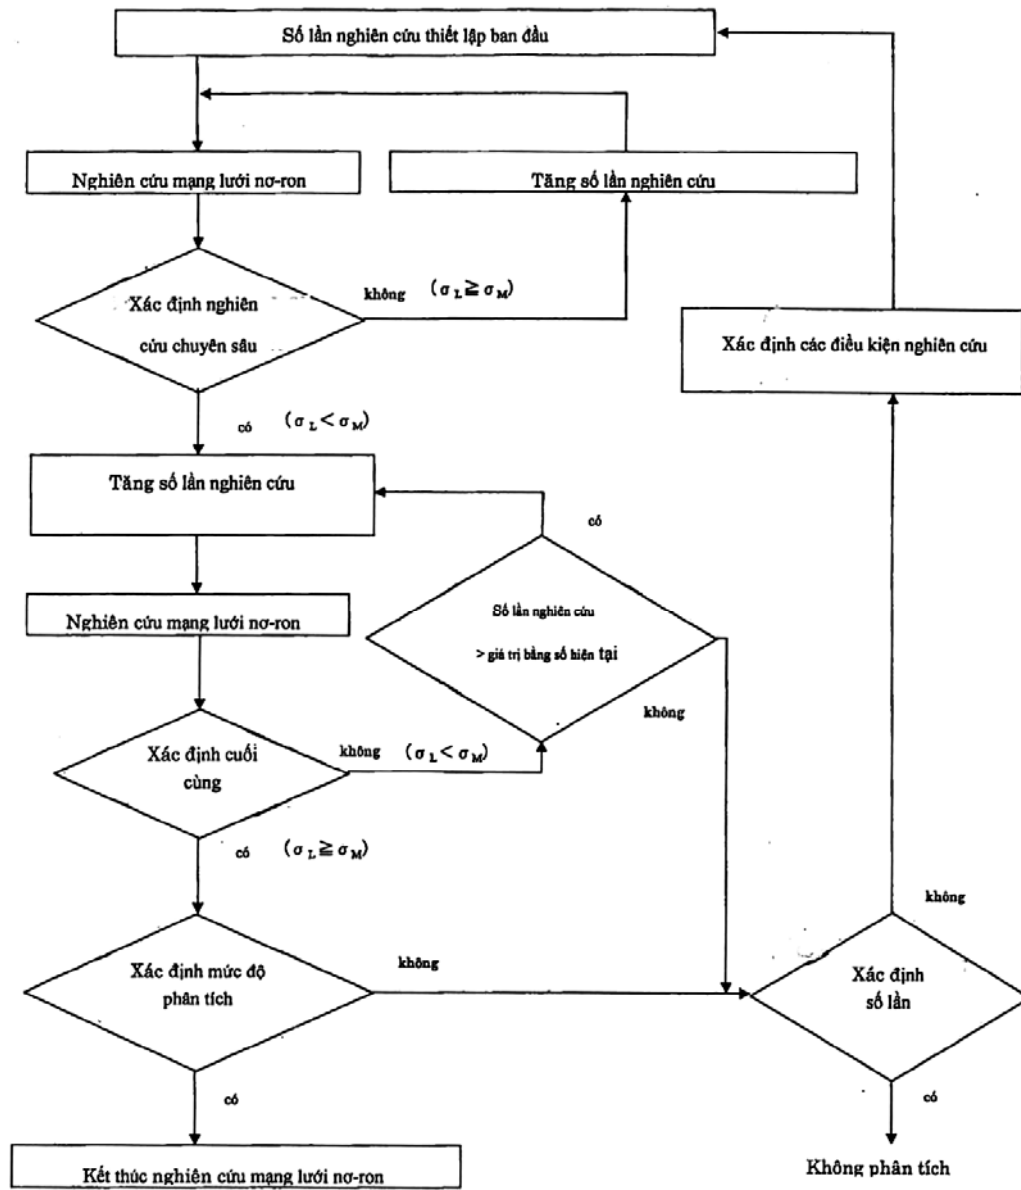 Số lần nghiên cứu thiết lập ban đầu
Nghiên cứu mạng lưới nơ-ron
Tăng số lần nghiên cứu
Xác định nghiên
cứu chuyên sâu
không (σL≧σM)
Xác định các điều kiện nghiên cứu
có (σL<σM)
Tăng số lần nghiên cứu
có
Số lần nghiên cứu
> giá trị bằng số hiện tại
Nghiên cứu mạng lưới nơ-ron
không
Xác định cuối
cùng
không (σL<σM)
có (σL≧σM)
không
Xác định mức độ
phân tích
không
Xác định
số lần
có
có
Kết thúc nghiên cứu mạng lưới nơ-ron
Không phân tích